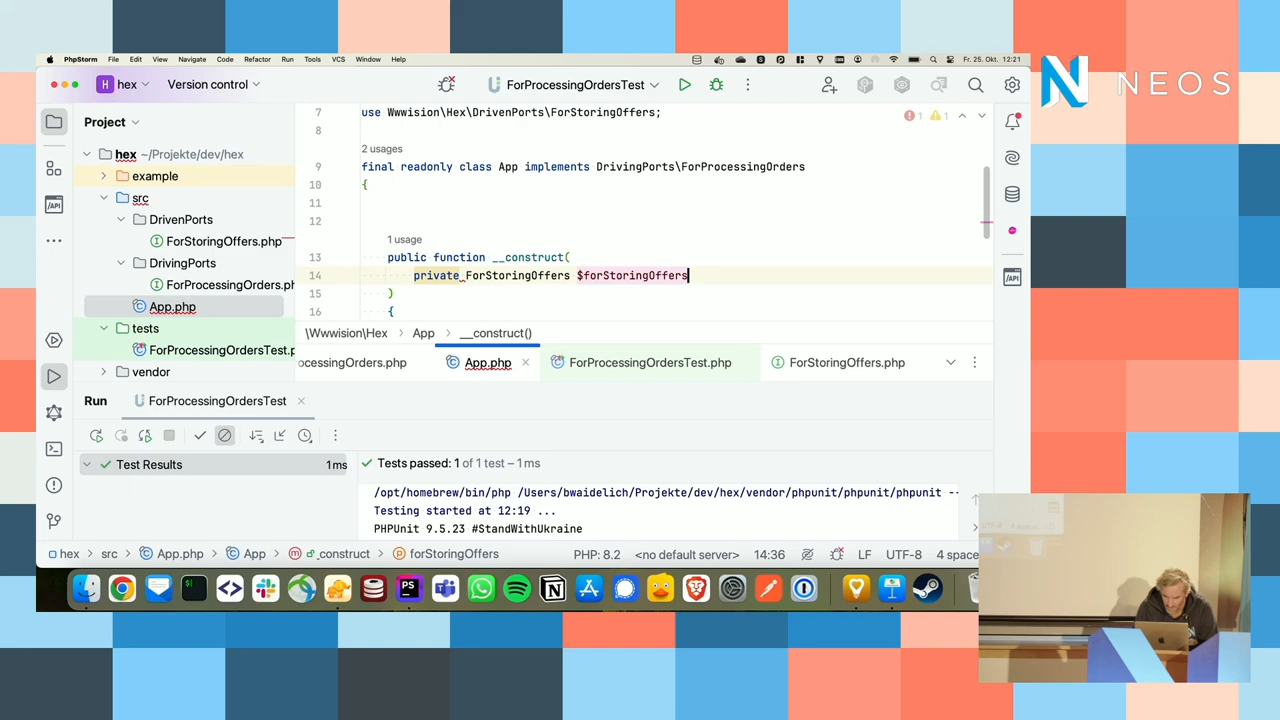 PhpStorm File Edit View Navigate Code Refactor Run Tools VCS Window Help Fr. 25. Okt. 12:21
NEOS
H hex Version control ForProcessingOrdersTest
Project
hex ~/Projekte/dev/hex
example
src
DrivenPorts
ForStoringOffers.php
DrivingPorts
ForProcessingOrders.ph
App.php
tests
ForProcessingOrdersTest.p
vendor
7 use Wwwision\Hex\DrivenPorts\ForStoringOffers;
1 1
8
2 usages
9 final readonly class App implements DrivingPorts\ForProcessingOrders
10 {
11
12
1 usage
13 public function __construct(
14 private ForStoringOffers $forStoringOffers
15 )
16 {
\Wwwision\Hex App __construct()
ocessingOrders.php App.php ForProcessingOrdersTest.php ForStoringOffers.php
Run ForProcessingOrdersTest
Test Results 1ms
Tests passed: 1 of 1 test – 1ms
/opt/homebrew/bin/php /Users/bwaidelich/Projekte/dev/hex/vendor/phpunit/phpunit/phpunit --
Testing started at 12:19 ...
PHPUnit 9.5.23 #StandWithUkraine
hex src App.php App __construct forStoringOffers PHP: 8.2 <no default server> 14:36 LF UTF-8 4 space
PS